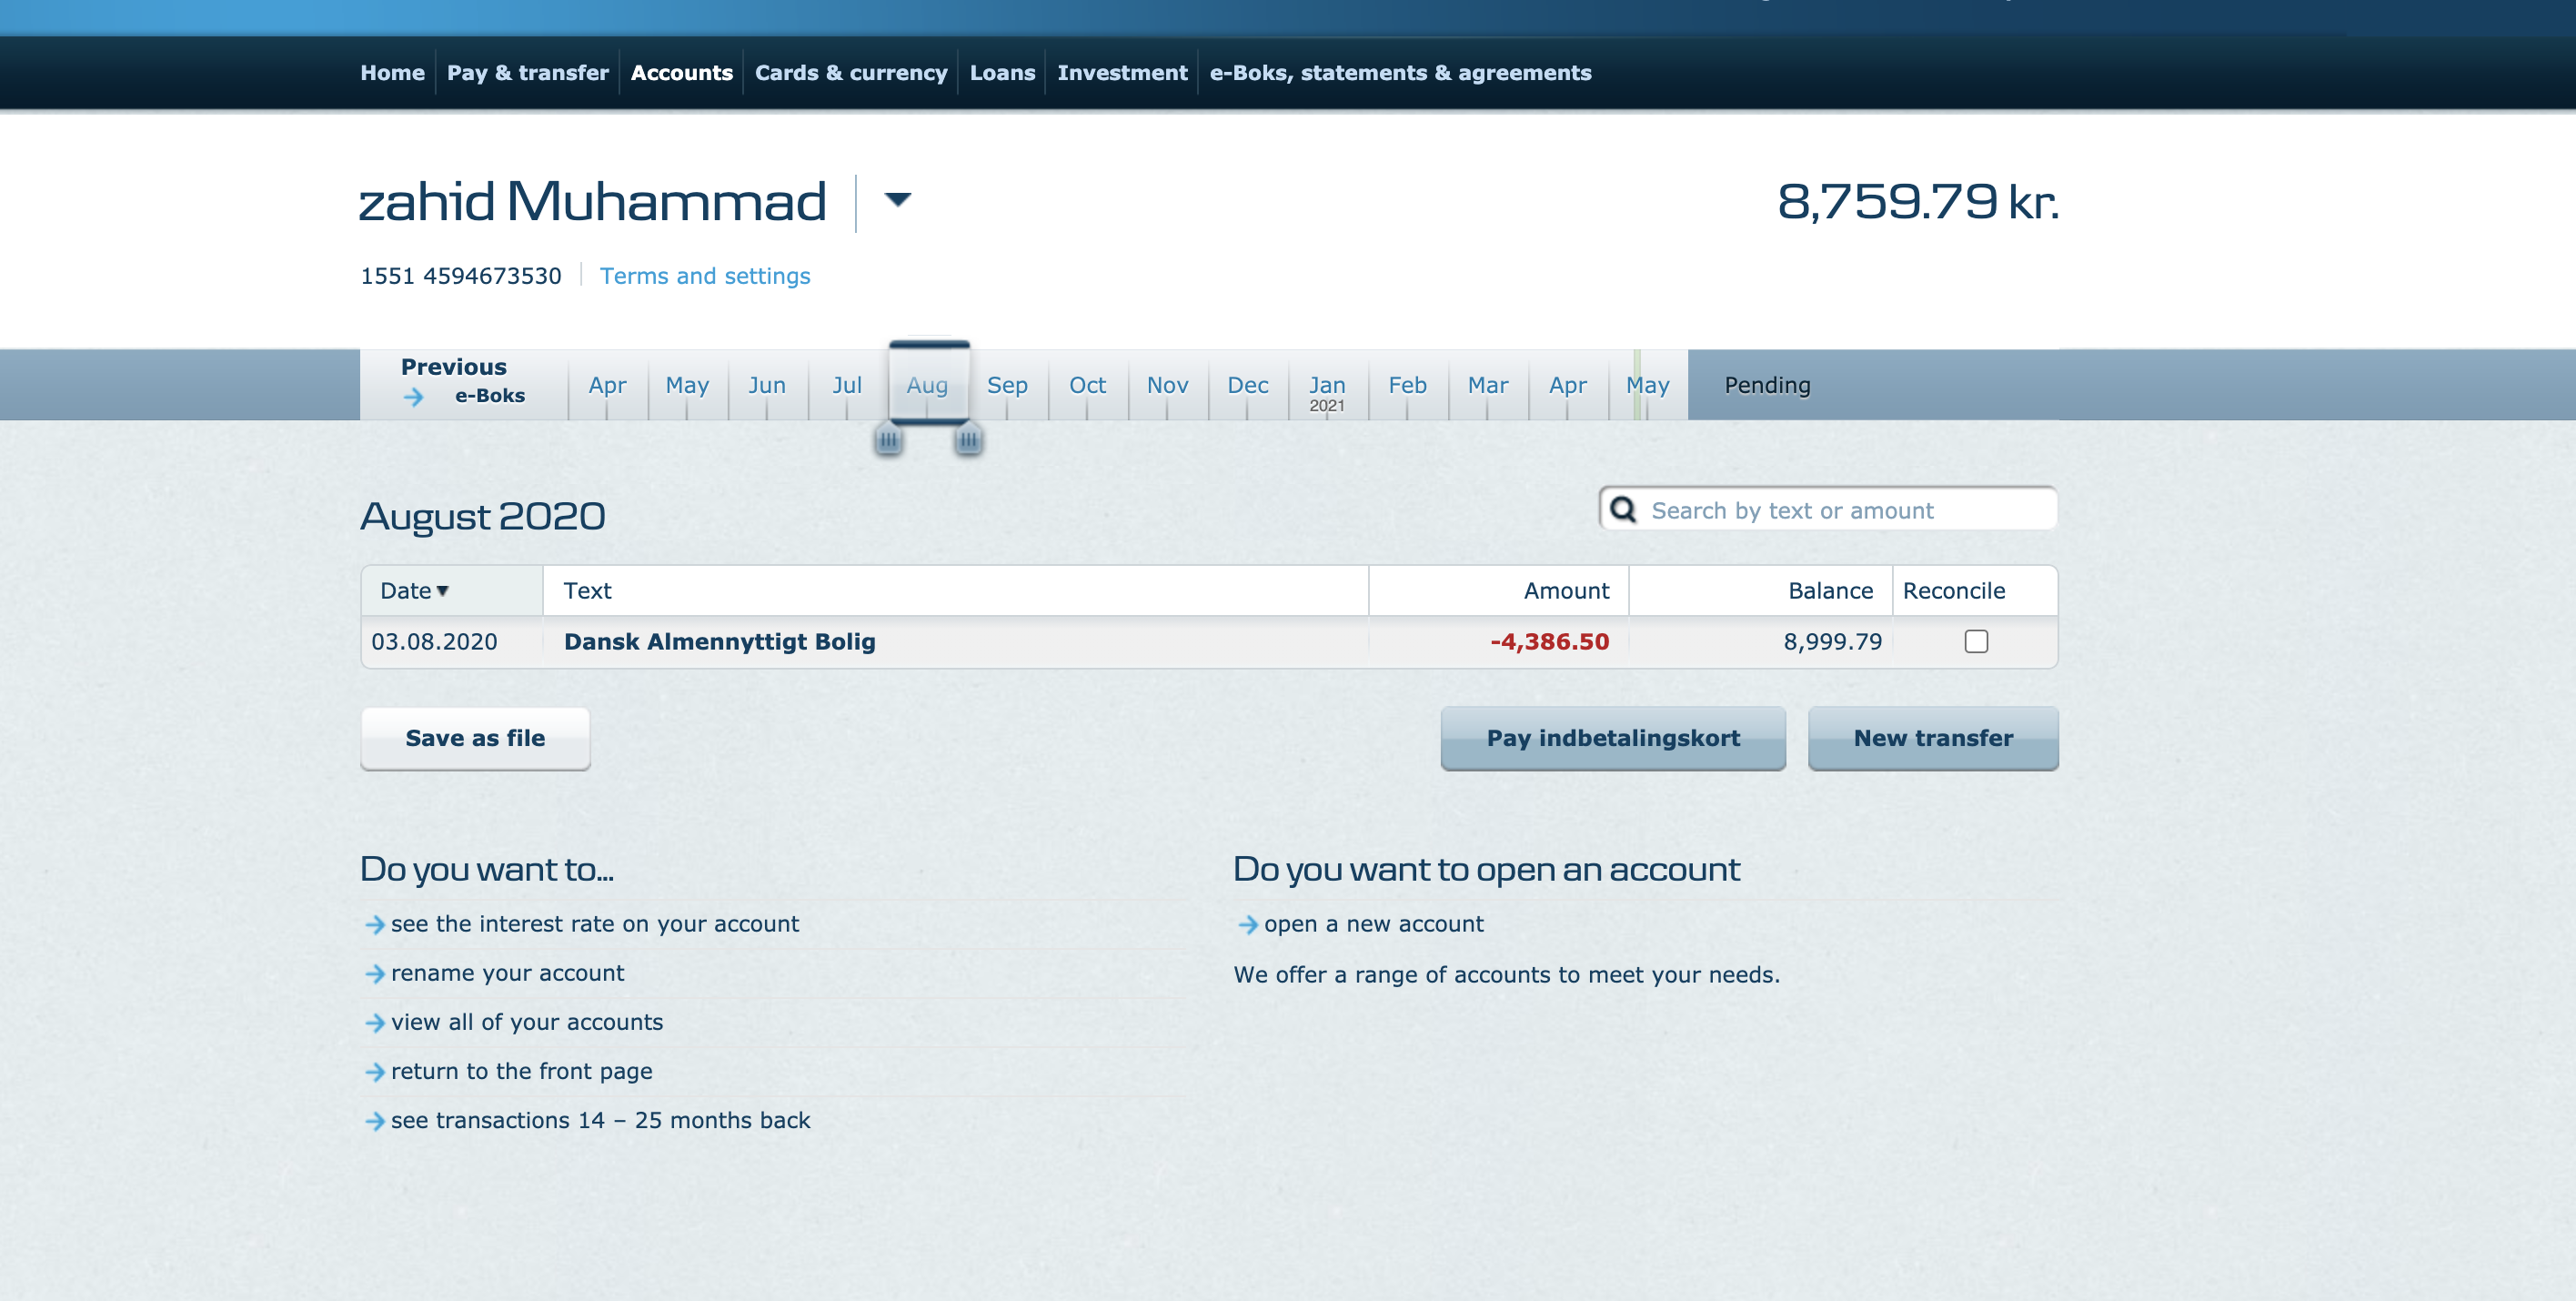 Home Pay & transfer Accounts Cards & currency Loans Investment e-Boks, statements & agreements
zahid Muhammad 8,759.79 kr.
1551 4594673530 Terms and settings
Previous
e-Boks
Apr May Jun Jul Aug Sep Oct Nov Dec Jan Feb Mar Apr May Pending
2021
August 2020
Search by text or amount
Date Text Amount Balance Reconcile
03.08.2020 Dansk Almennyttigt Bolig -4,386.50 8,999.79
Save as file Pay indbetalingskort New transfer
Do you want to...
see the interest rate on your account
rename your account
view all of your accounts
return to the front page
see transactions 14 – 25 months back
Do you want to open an account
open a new account
We offer a range of accounts to meet your needs.